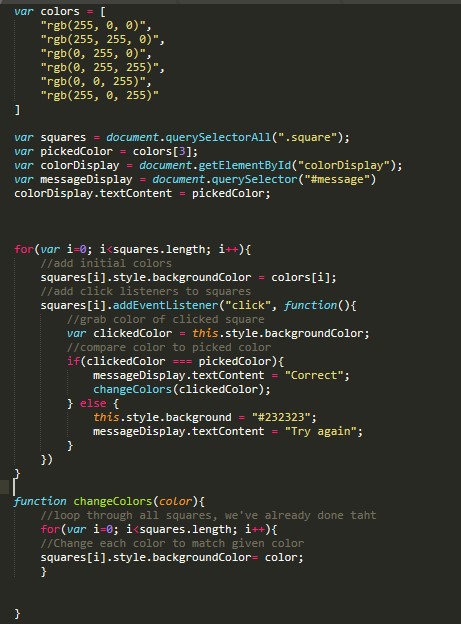 var colors = [
    "rgb(255, 0, 0)",
    "rgb(255, 255, 0)",
    "rgb(0, 255, 0)",
    "rgb(0, 255, 255)",
    "rgb(0, 0, 255)",
    "rgb(255, 0, 255)"
]
var squares = document.querySelectorAll(".square");
var pickedColor = colors[3];
var colorDisplay = document.getElementById("colorDisplay");
var messageDisplay = document.querySelector("#message")
colorDisplay.textContent = pickedColor;
for(var i=0; i<squares.length; i++){
    //add initial colors
    squares[i].style.backgroundColor = colors[i];
    //add click listeners to squares
    squares[i].addEventListener("click", function(){
        //grab color of clicked square
        var clickedColor = this.style.backgroundColor;
        //compare color to picked color
        if(clickedColor === pickedColor){
            messageDisplay.textContent = "Correct";
            changeColors(clickedColor);
        } else {
            this.style.background = "#232323";
            messageDisplay.textContent = "Try again";
        }
    })
}
function changeColors(color){
    //loop through all squares, we've already done taht
    for(var i=0; i<squares.length; i++){
    //Change each color to match given color
    squares[i].style.backgroundColor= color;
    }
}